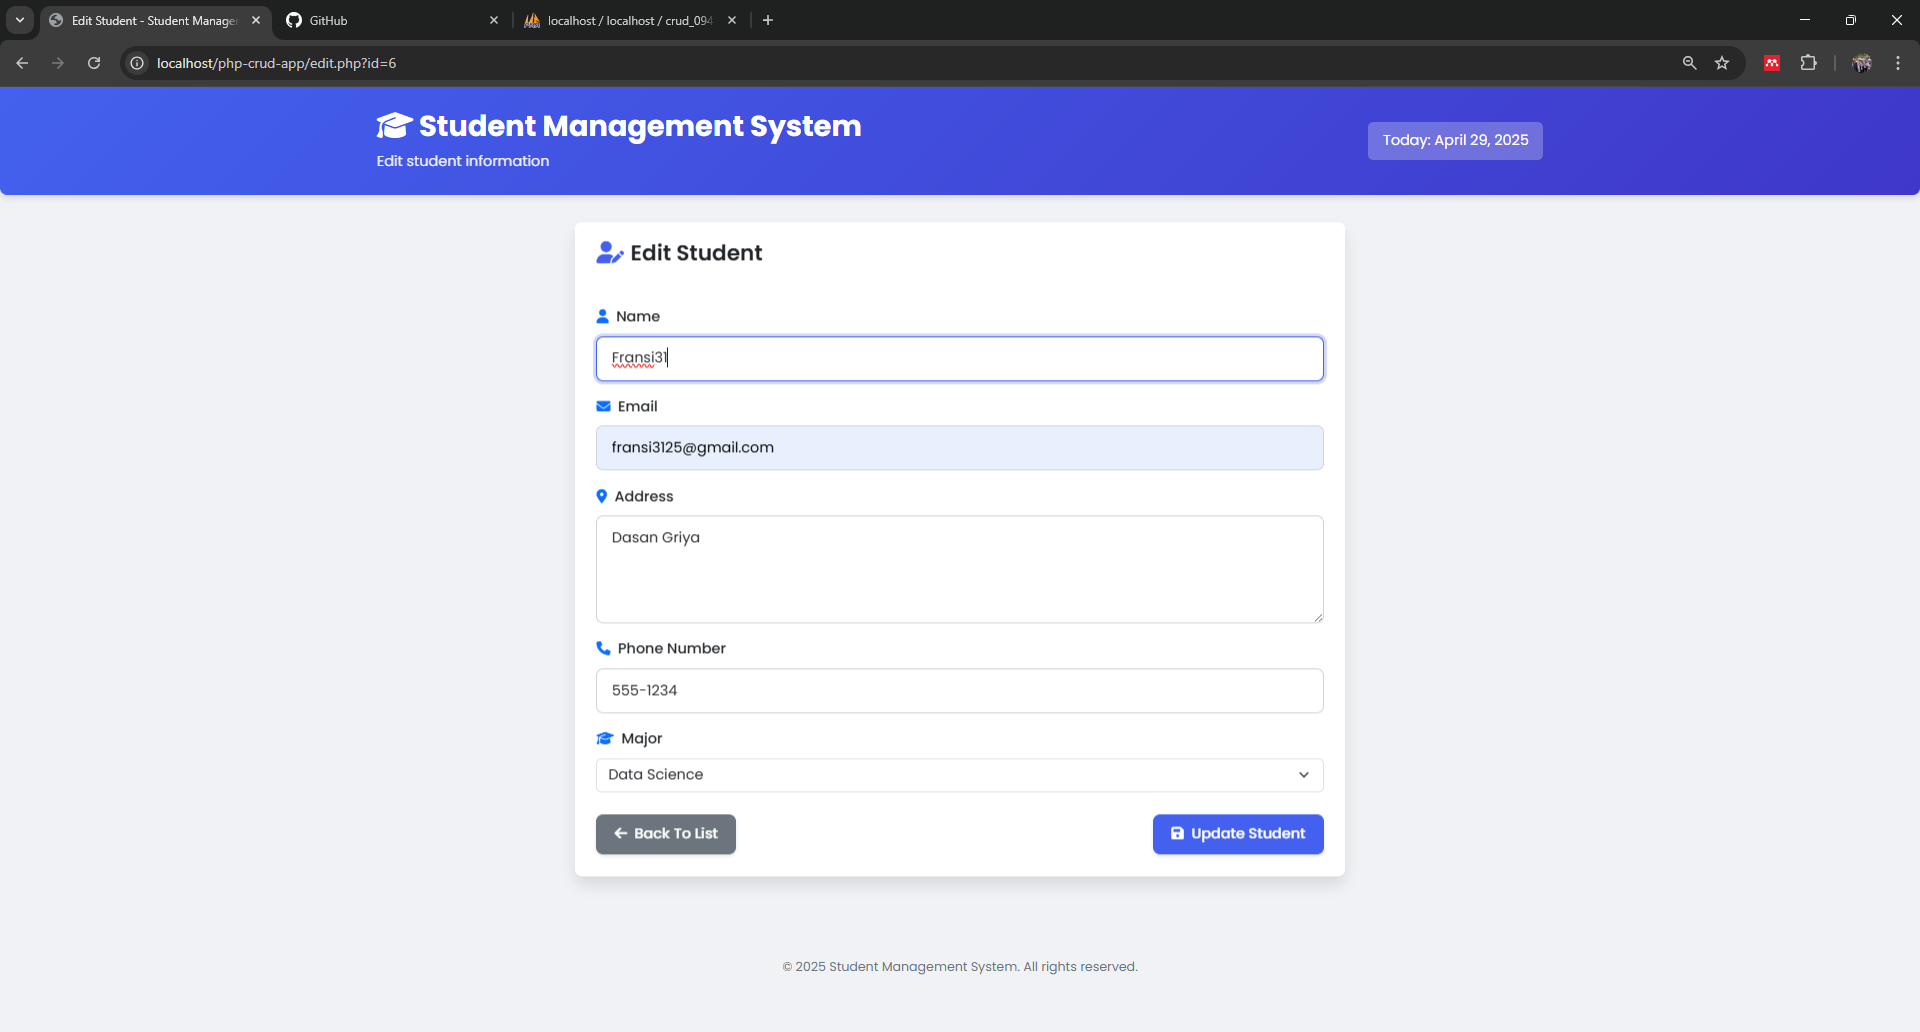 Edit Student - Student Manage
GitHub
localhost / localhost / crud_094
localhost/php-crud-app/edit.php?id=6
Student Management System
Edit student information
Today: April 29, 2025
Edit Student
Name
Fransi31
Email
fransi3125@gmail.com
Address
Dasan Griya
Phone Number
555-1234
Major
Data Science
Back To List
Update Student
© 2025 Student Management System. All rights reserved.